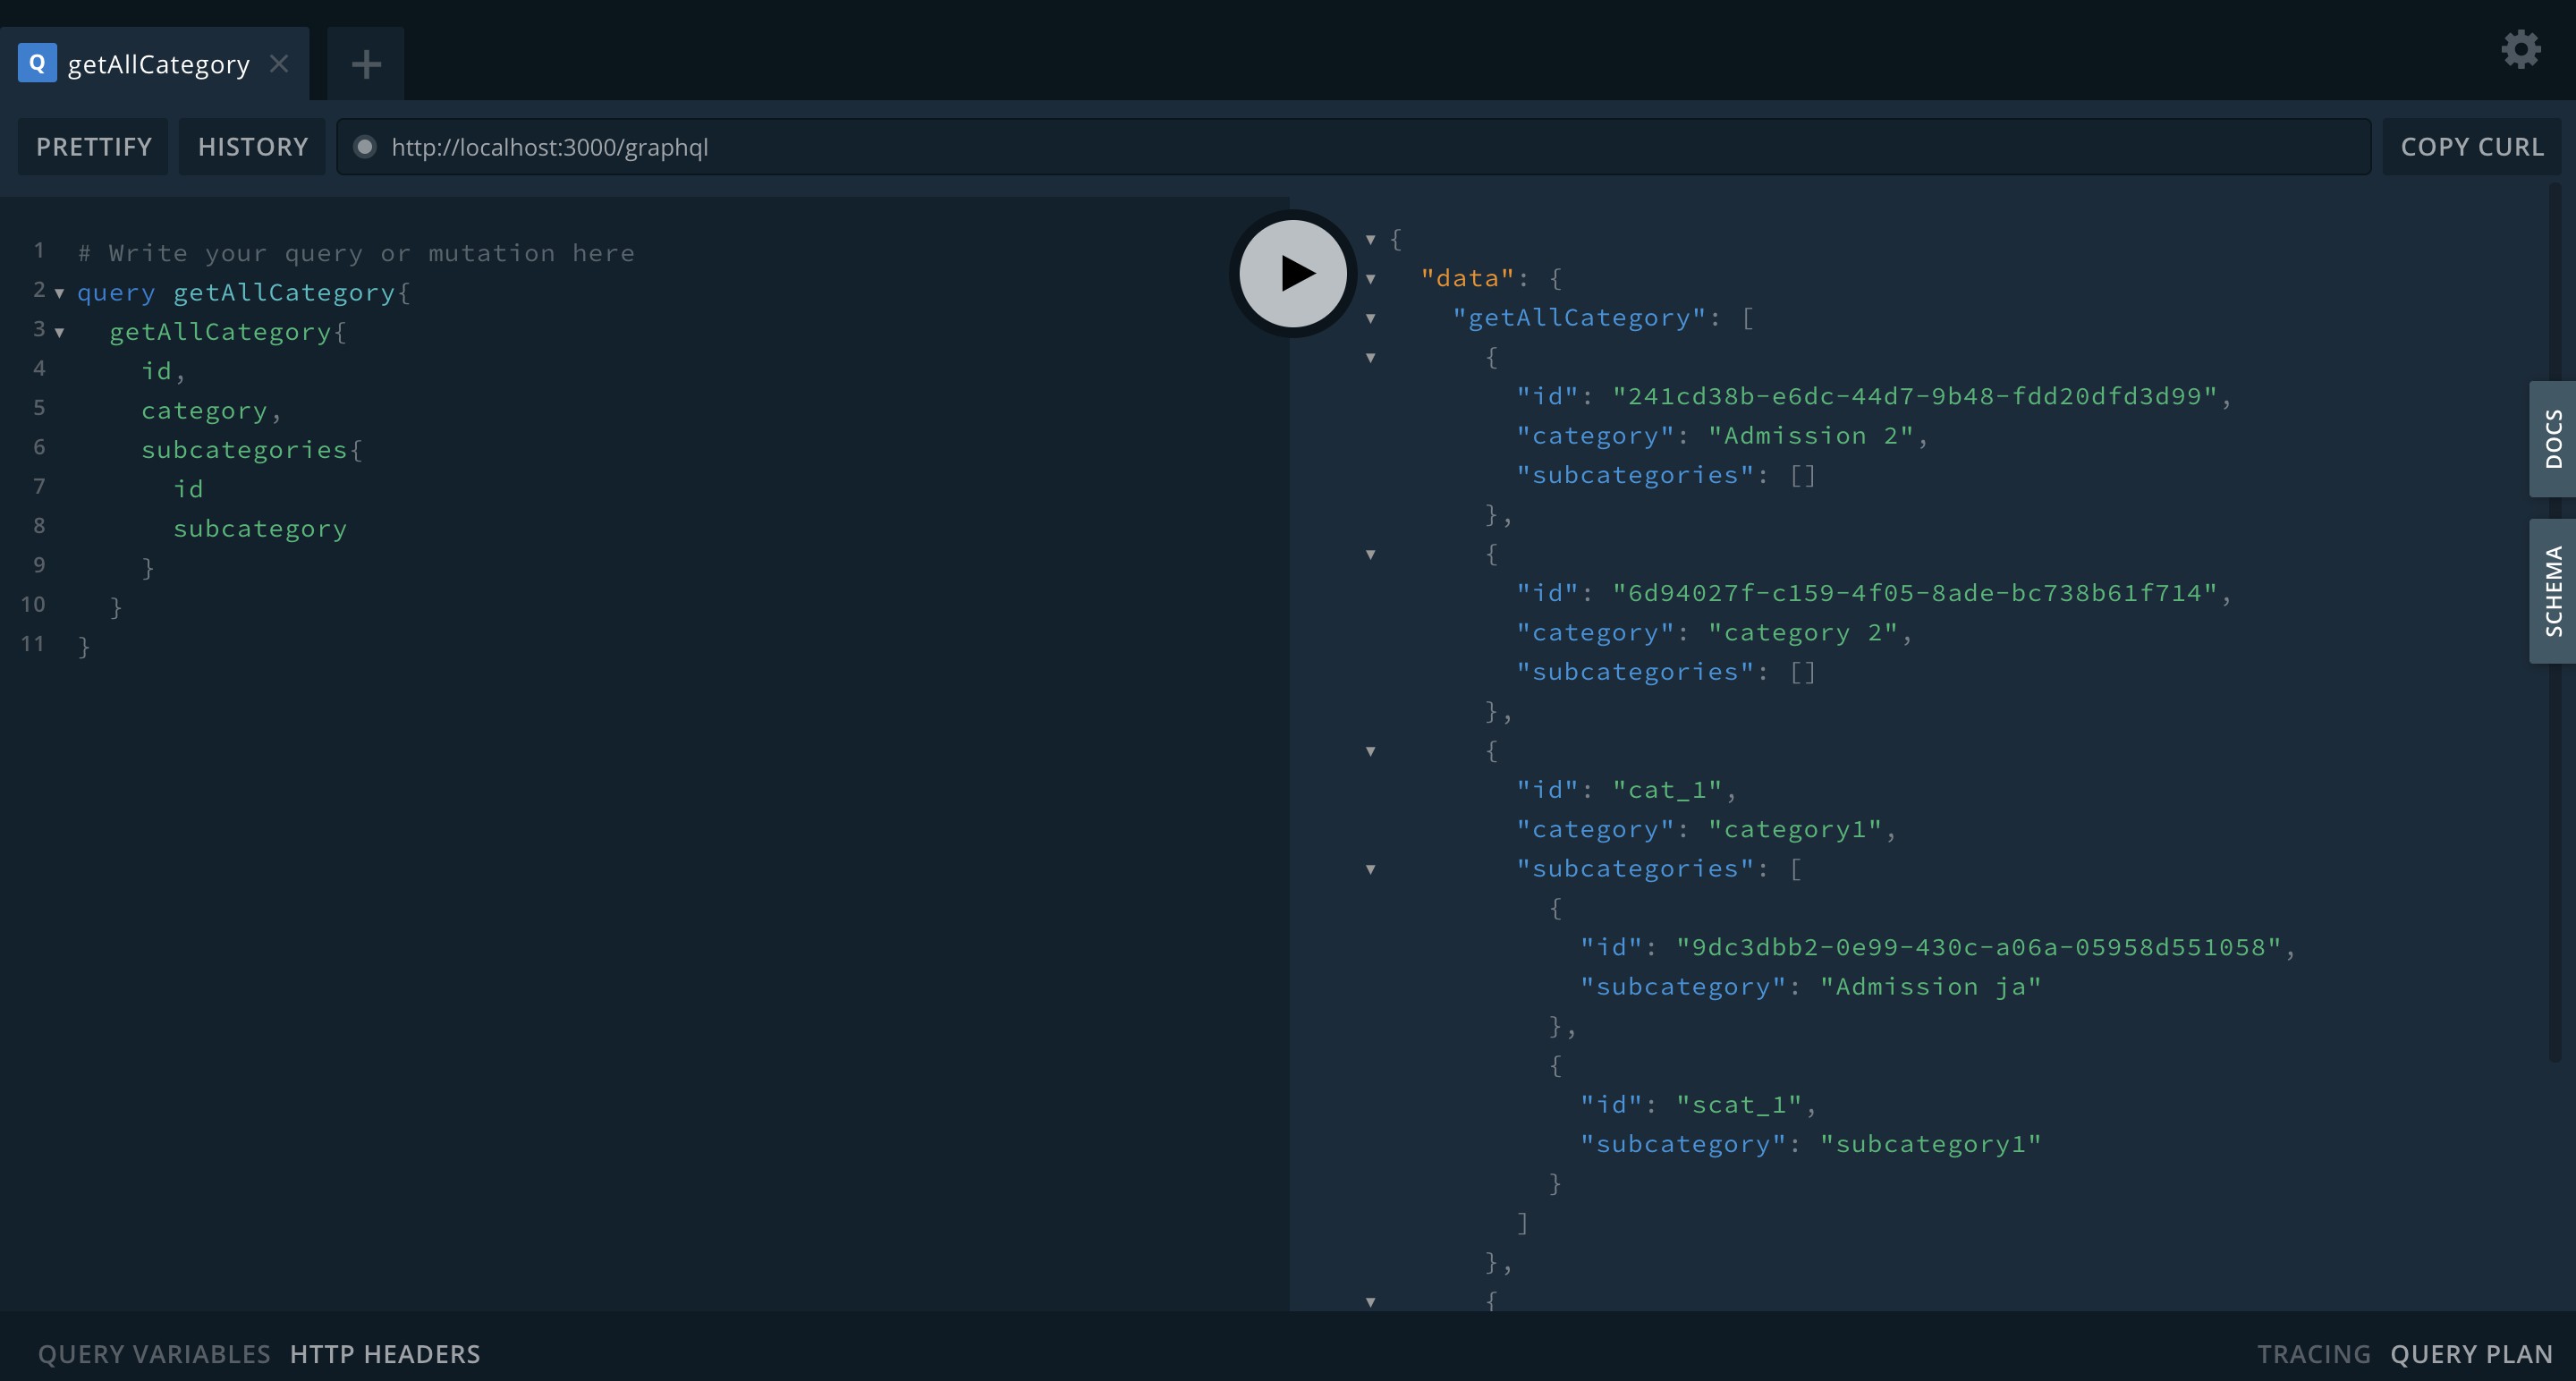 Q getAllCategory
PRETTIFY HISTORY http://localhost:3000/graphql COPY CURL
1 # Write your query or mutation here
2 query getAllCategory{
3 getAllCategory{
4 id,
5 category,
6 subcategories{
7 id
8 subcategory
9 }
10 }
11 }
{
"data": {
"getAllCategory": [
{
"id": "241cd38b-e6dc-44d7-9b48-fdd20dfd3d99",
"category": "Admission 2",
"subcategories": []
},
{
"id": "6d94027f-c159-4f05-8ade-bc738b61f714",
"category": "category 2",
"subcategories": []
},
{
"id": "cat_1",
"category": "category1",
"subcategories": [
{
"id": "9dc3dbb2-0e99-430c-a06a-05958d551058",
"subcategory": "Admission ja"
},
{
"id": "scat_1",
"subcategory": "subcategory1"
}
]
},
{
DOCS
SCHEMA
QUERY VARIABLES HTTP HEADERS
TRACING QUERY PLAN